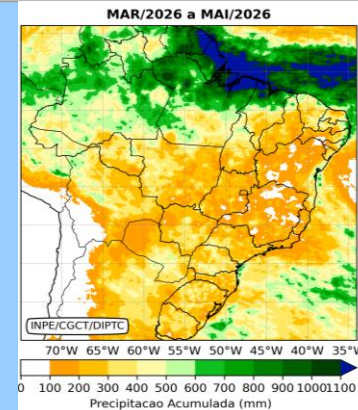 MAR/2026 a MAI/2026
INPE/CGCT/DIPTC
70°W 65°W 60°W 55°W 50°W 45°W 40°W 35°W
0 100 200 300 400 500 600 700 800 900 1000 1100
Precipitacao Acumulada (mm)